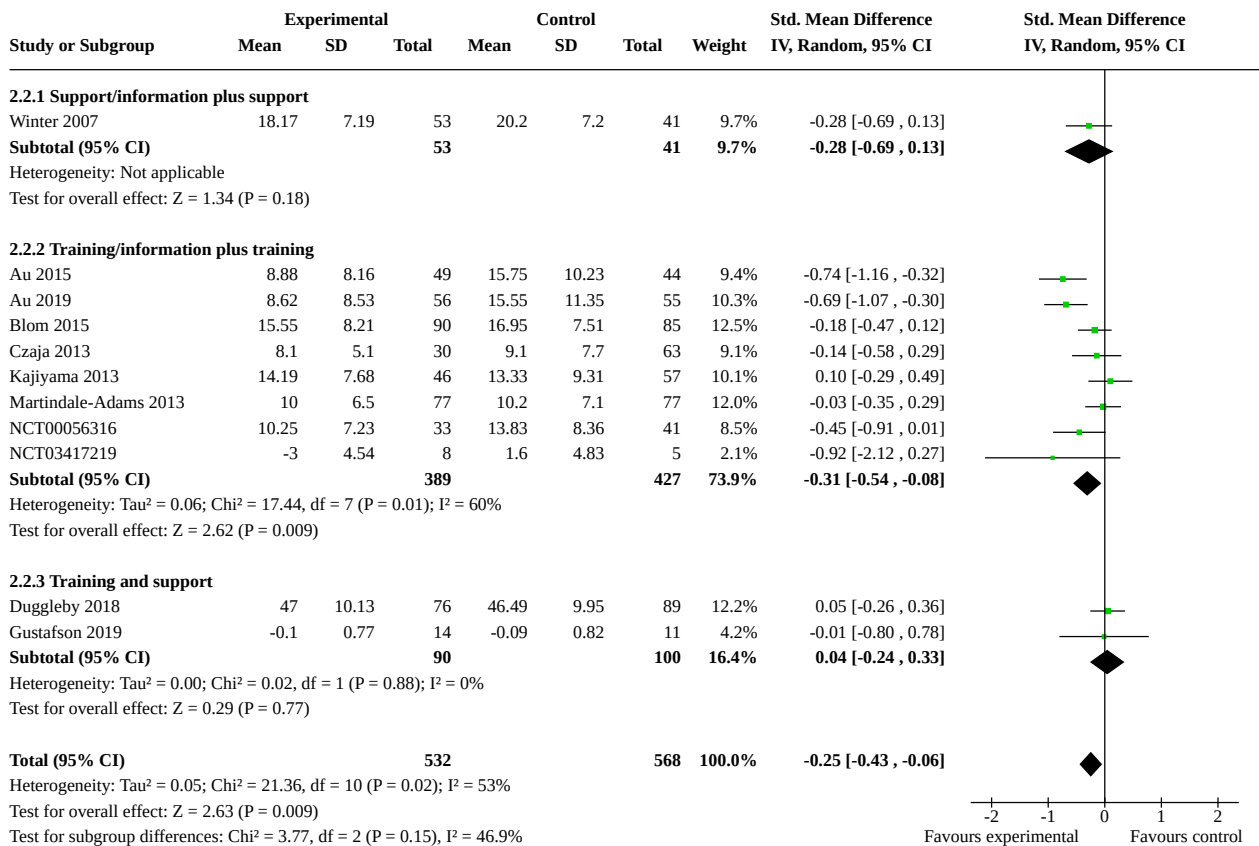 Experimental Control Std. Mean Difference Std. Mean Difference
Study or Subgroup Mean SD Total Mean SD Total Weight IV, Random, 95% CI IV, Random, 95% CI
2.2.1 Support/information plus support
Winter 2007 18.17 7.19 53 20.2 7.2 41 9.7% -0.28 [-0.69 , 0.13]
Subtotal (95% CI) 53 41 9.7% -0.28 [-0.69 , 0.13]
Heterogeneity: Not applicable
Test for overall effect: Z = 1.34 (P = 0.18)
2.2.2 Training/information plus training
Au 2015 8.88 8.16 49 15.75 10.23 44 9.4% -0.74 [-1.16 , -0.32]
Au 2019 8.62 8.53 56 15.55 11.35 55 10.3% -0.69 [-1.07 , -0.30]
Blom 2015 15.55 8.21 90 16.95 7.51 85 12.5% -0.18 [-0.47 , 0.12]
Czaja 2013 8.1 5.1 30 9.1 7.7 63 9.1% -0.14 [-0.58 , 0.29]
Kajiyama 2013 14.19 7.68 46 13.33 9.31 57 10.1% 0.10 [-0.29 , 0.49]
Martindale-Adams 2013 10 6.5 77 10.2 7.1 77 12.0% -0.03 [-0.35 , 0.29]
NCT00056316 10.25 7.23 33 13.83 8.36 41 8.5% -0.45 [-0.91 , 0.01]
NCT03417219 -3 4.54 8 1.6 4.83 5 2.1% -0.92 [-2.12 , 0.27]
Subtotal (95% CI) 389 427 73.9% -0.31 [-0.54 , -0.08]
Heterogeneity: Tau² = 0.06; Chi² = 17.44, df = 7 (P = 0.01); I² = 60%
Test for overall effect: Z = 2.62 (P = 0.009)
2.2.3 Training and support
Duggleby 2018 47 10.13 76 46.49 9.95 89 12.2% 0.05 [-0.26 , 0.36]
Gustafson 2019 -0.1 0.77 14 -0.09 0.82 11 4.2% -0.01 [-0.80 , 0.78]
Subtotal (95% CI) 90 100 16.4% 0.04 [-0.24 , 0.33]
Heterogeneity: Tau² = 0.00; Chi² = 0.02, df = 1 (P = 0.88); I² = 0%
Test for overall effect: Z = 0.29 (P = 0.77)
Total (95% CI) 532 568 100.0% -0.25 [-0.43 , -0.06]
Heterogeneity: Tau² = 0.05; Chi² = 21.36, df = 10 (P = 0.02); I² = 53%
Test for overall effect: Z = 2.63 (P = 0.009)
Test for subgroup differences: Chi² = 3.77, df = 2 (P = 0.15), I² = 46.9%
-2 -1 0 1 2
Favours experimental Favours control